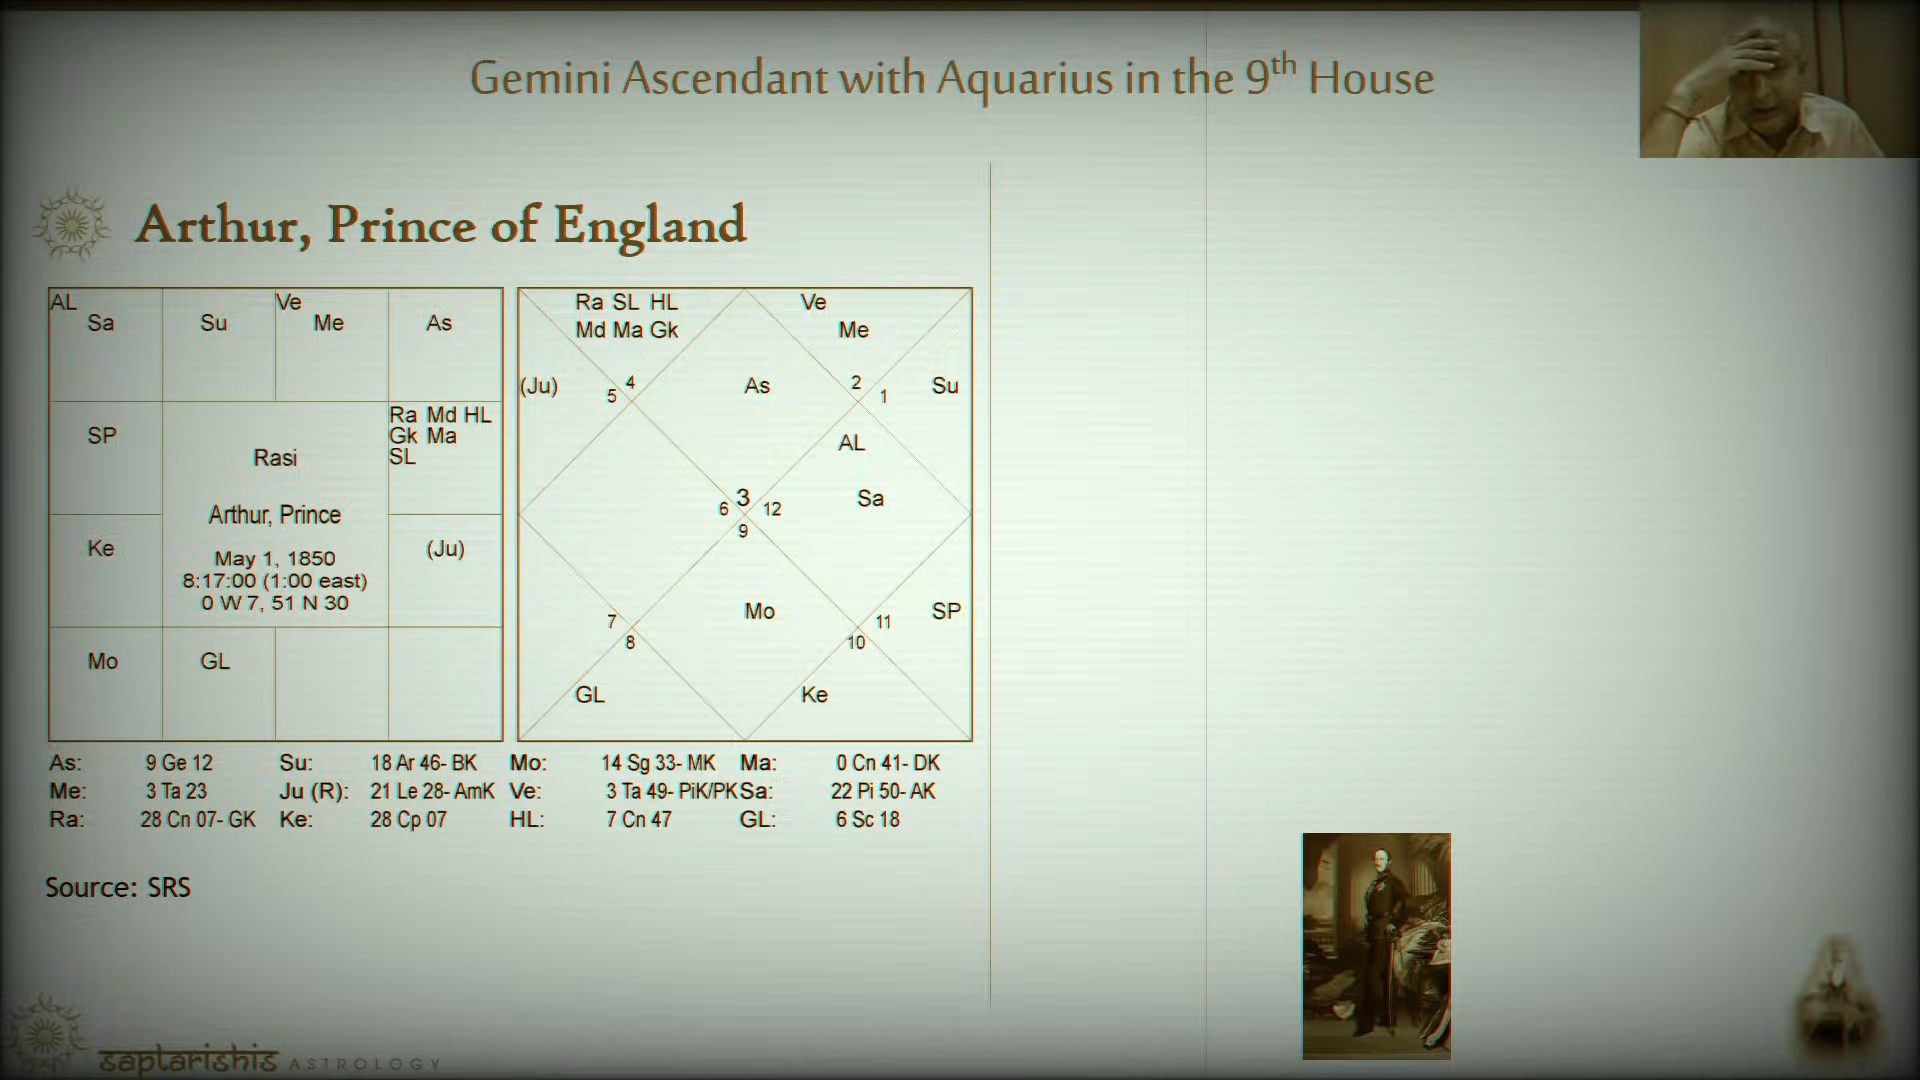 Gemini Ascendant with Aquarius in the 9th House
Arthur, Prince of England
AL
Sa
Su
Ve
Me
As
SP
Ra Md HL
Gk Ma
SL
Rasi
Arthur, Prince
May 1, 1850
8:17:00 (1:00 east)
0 W 7, 51 N 30
Ke
(Ju)
Mo
GL
Ra SL HL
Md Ma Gk
Ve
Me
(Ju)
5
4
As
2
1
Su
AL
Sa
6
3
12
9
7
8
Mo
11
10
SP
GL
Ke
As: 9 Ge 12 Su: 18 Ar 46- BK Mo: 14 Sg 33- MK Ma: 0 Cn 41- DK
Me: 3 Ta 23 Ju (R): 21 Le 28- AmK Ve: 3 Ta 49- PiK/PK Sa: 22 Pi 50- AK
Ra: 28 Cn 07- GK Ke: 28 Cp 07 HL: 7 Cn 47 GL: 6 Sc 18
Source: SRS
saptarishis ASTROLOGY